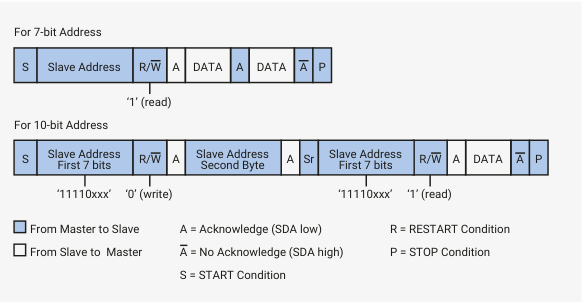 For 7-bit Address
S Slave Address R/W̅ A DATA A DATA A̅ P
‘1’ (read)
For 10-bit Address
S Slave Address First 7 bits R/W̅ A Slave Address Second Byte A Sr Slave Address First 7 bits R/W̅ A DATA A̅ P
‘11110xxx’ ‘0’ (write) ‘11110xxx’ ‘1’ (read)
From Master to Slave A = Acknowledge (SDA low) R = RESTART Condition
From Slave to Master A̅ = No Acknowledge (SDA high) P = STOP Condition
S = START Condition